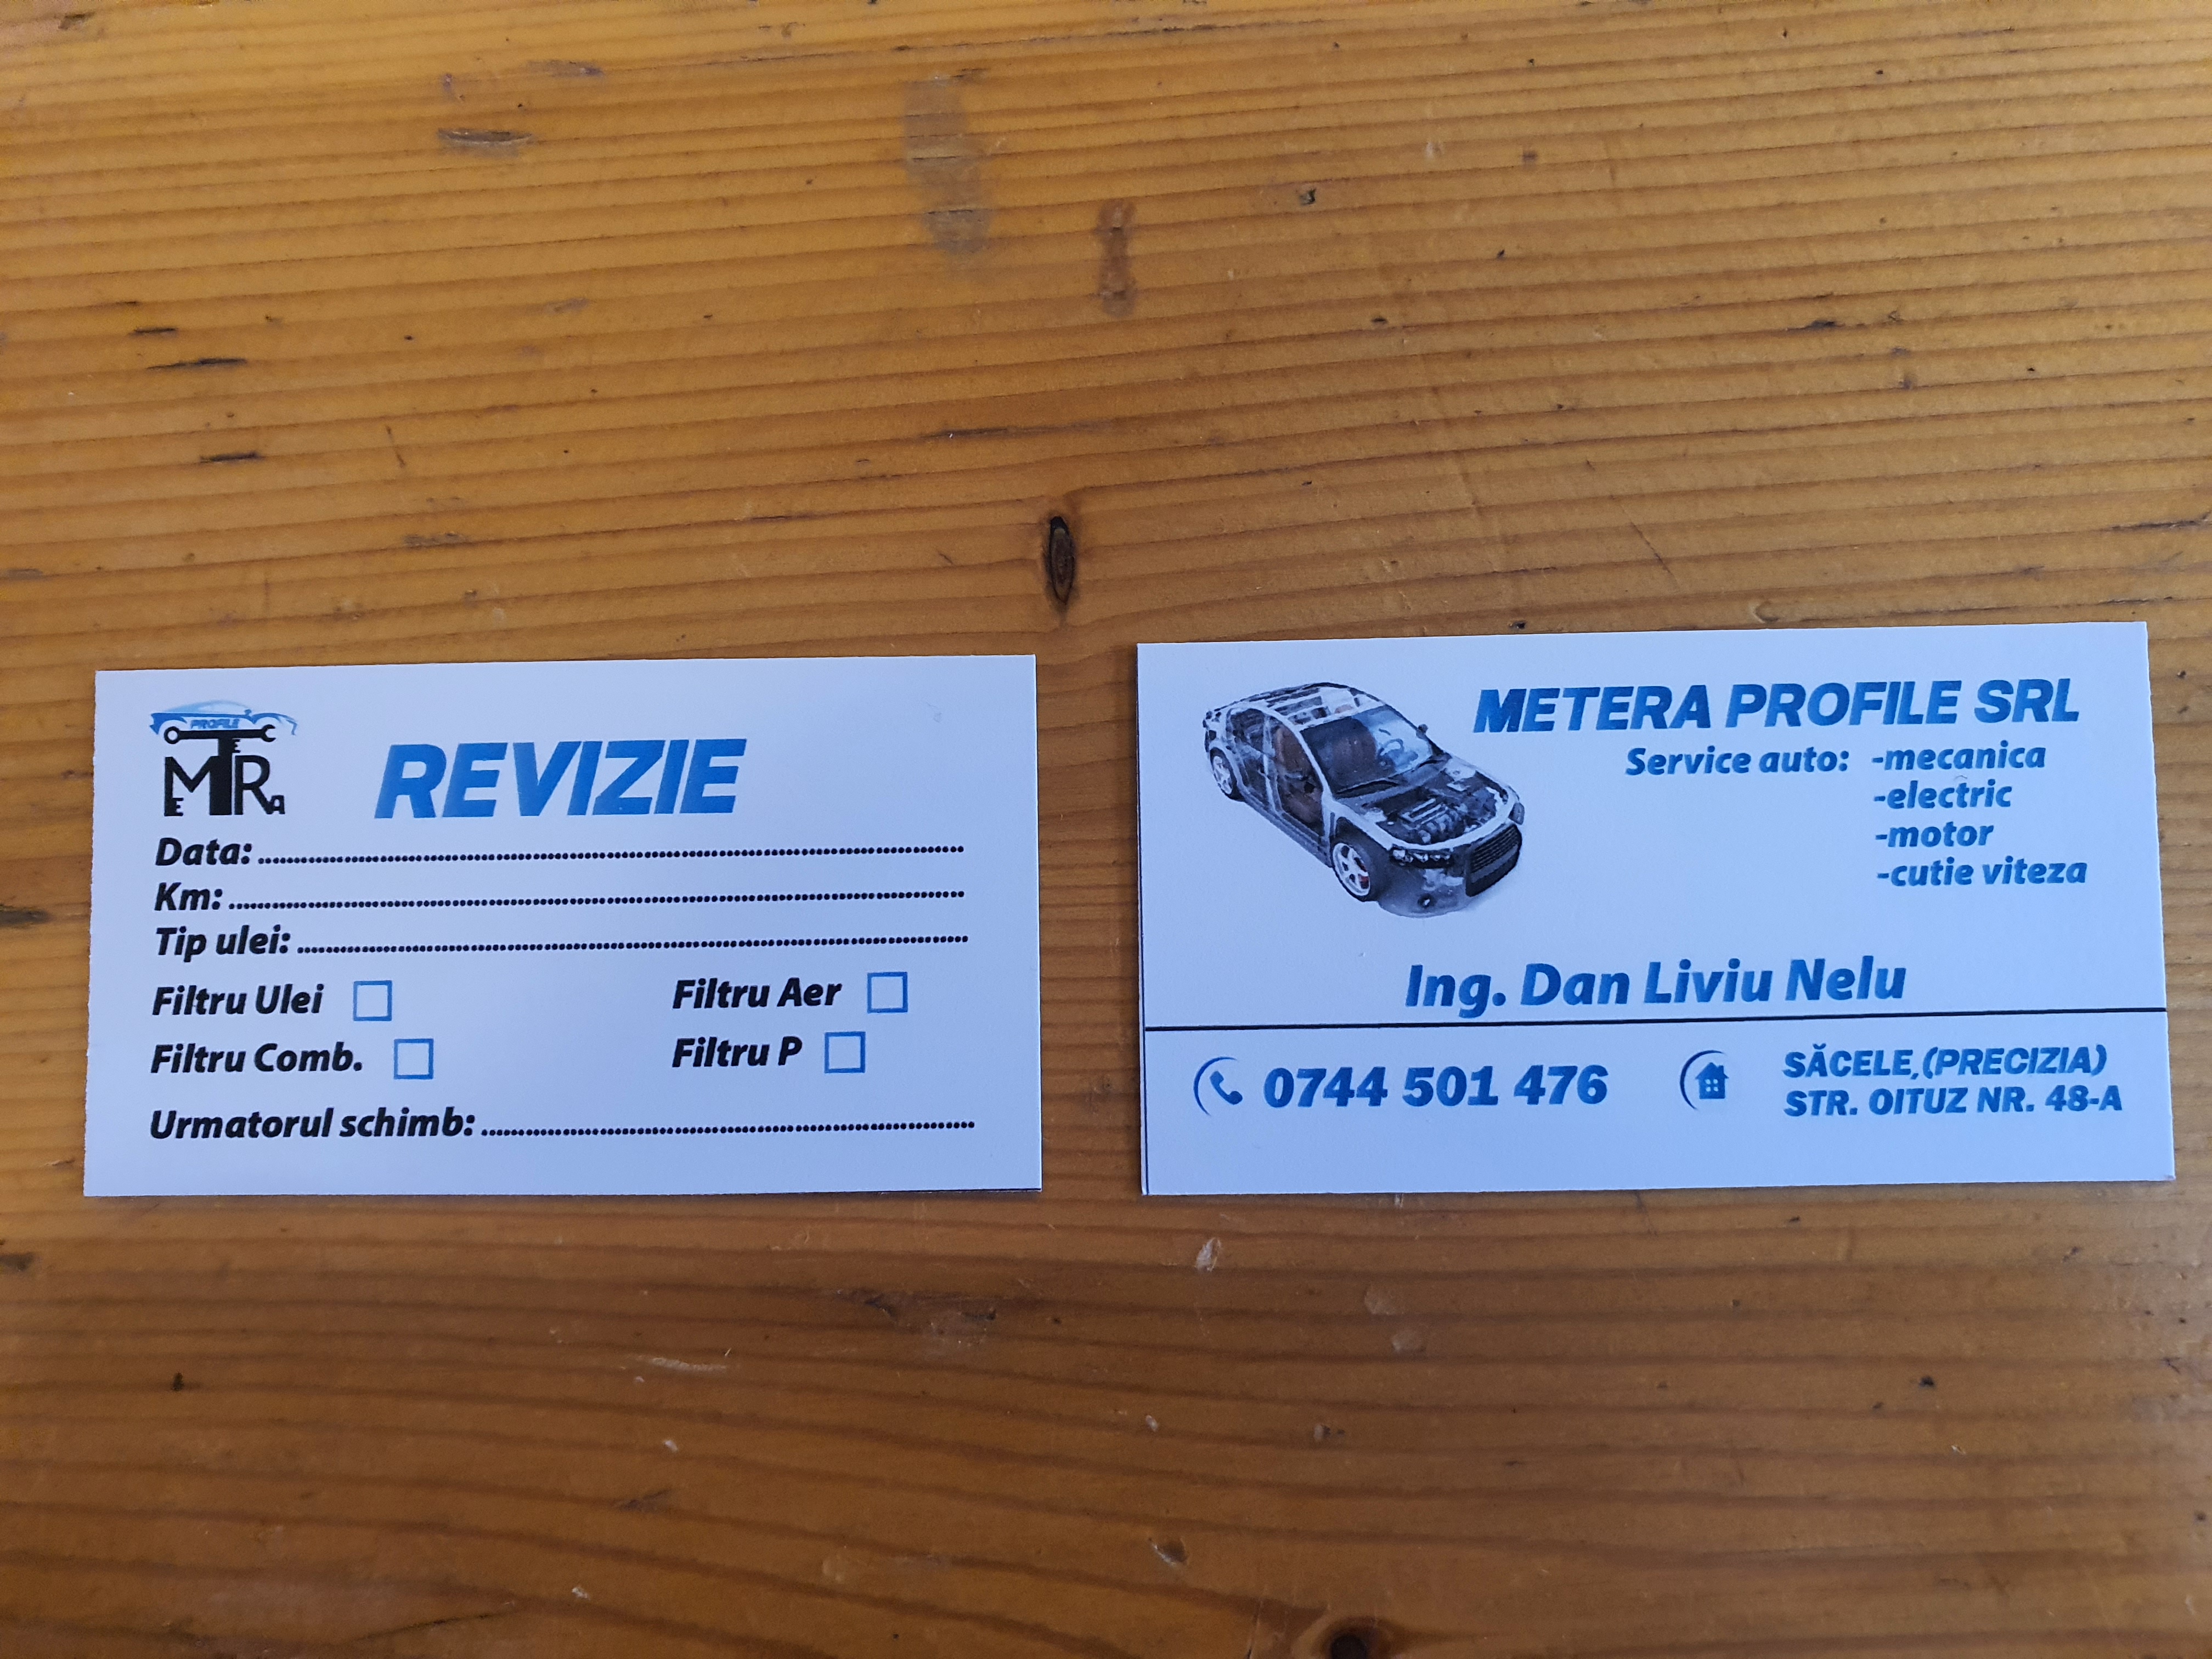 PROFILE
METERA
REVIZIE
Data:
Km:
Tip ulei:
Filtru Ulei
Filtru Aer
Filtru Comb.
Filtru P
Urmatorul schimb:
METERA PROFILE SRL
Service auto: -mecanica
-electric
-motor
-cutie viteza
Ing. Dan Liviu Nelu
0744 501 476
SĂCELE,(PRECIZIA)
STR. OITUZ NR. 48-A